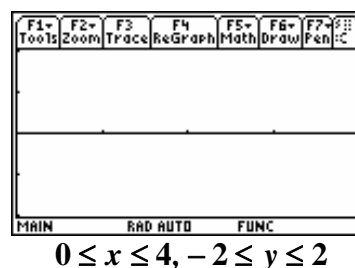 F1▾ F2▾ F3 F4 F5▾ F6▾ F7▾
Tools Zoom Trace ReGraph Math Draw Pen :C
MAIN RAD AUTO FUNC
0 ≤ x ≤ 4, – 2 ≤ y ≤ 2